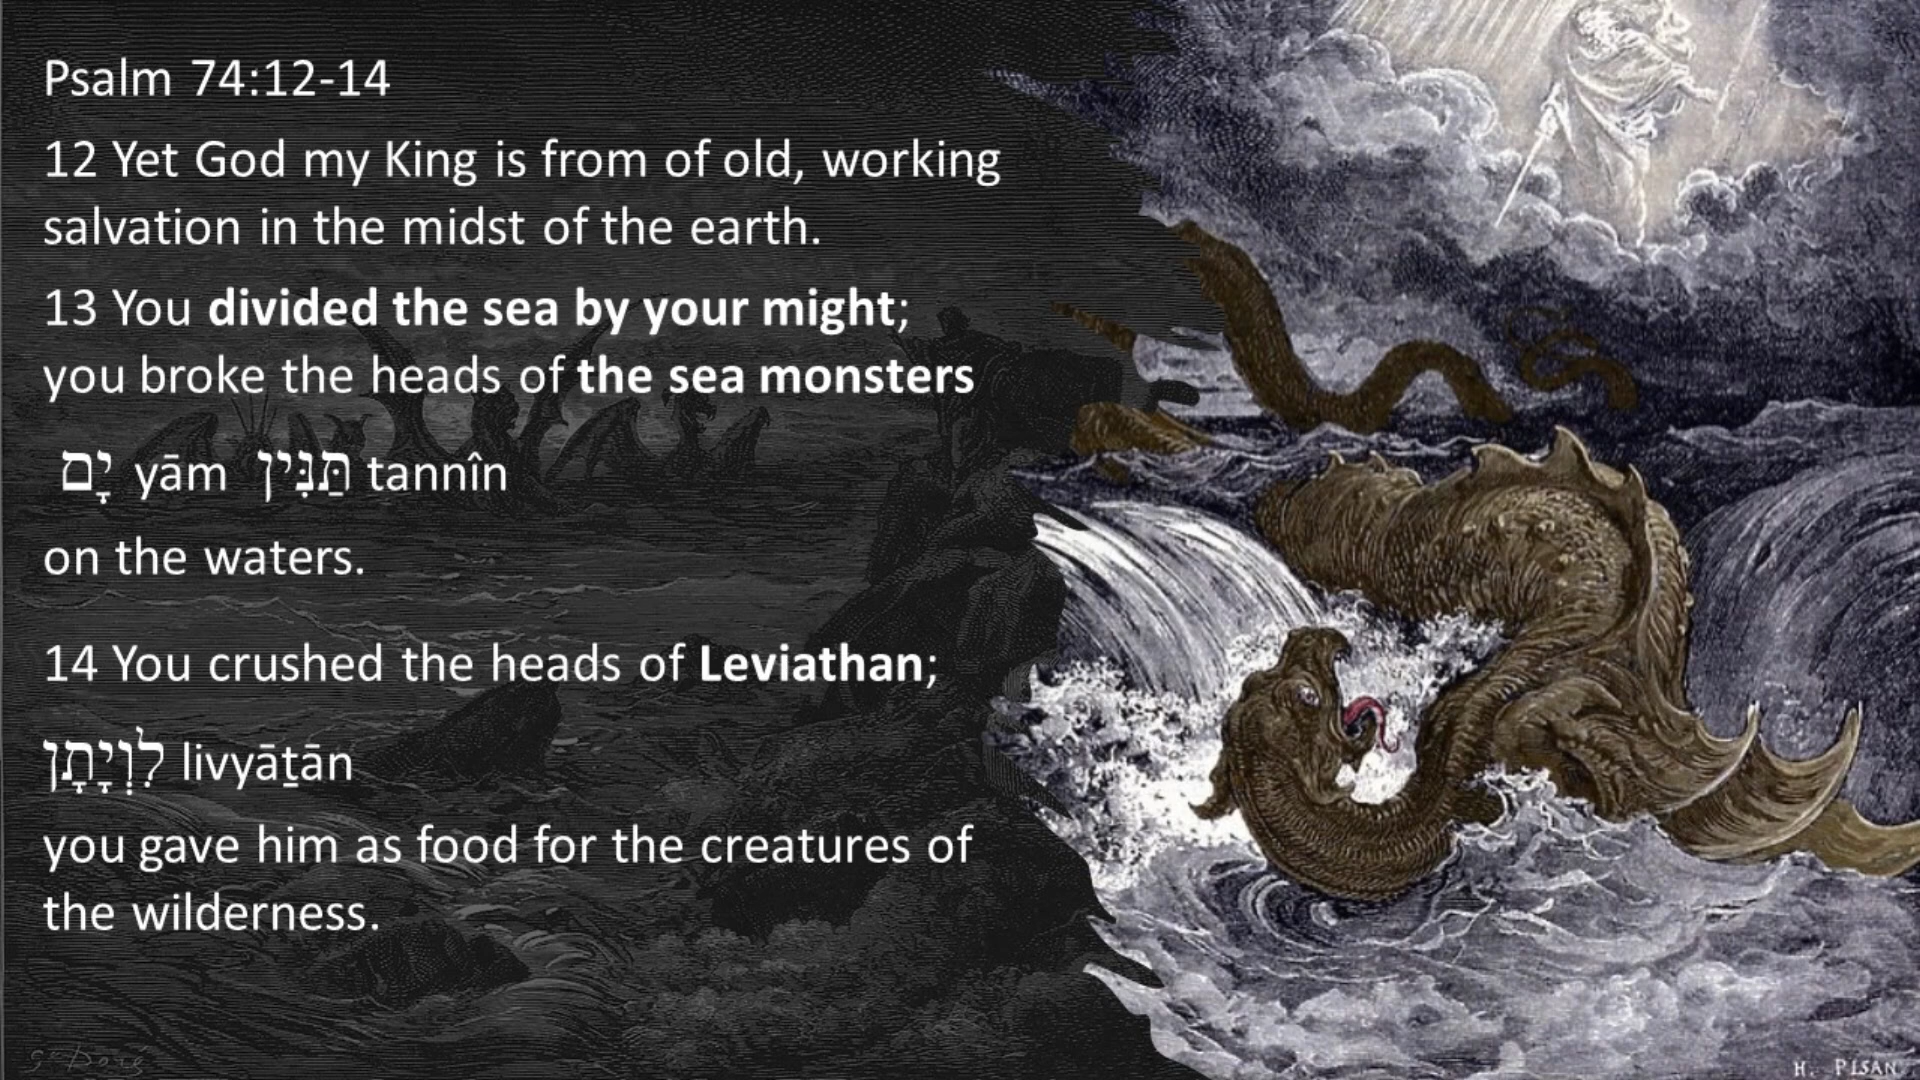 Psalm 74:12-14
12 Yet God my King is from of old, working
salvation in the midst of the earth.
13 You divided the sea by your might;
you broke the heads of the sea monsters
יָם yām תַּנִּין tannîn
on the waters.
14 You crushed the heads of Leviathan;
לִוְיָתָן livyāṯān
you gave him as food for the creatures of
the wilderness.
G. Doré
H. PISAN